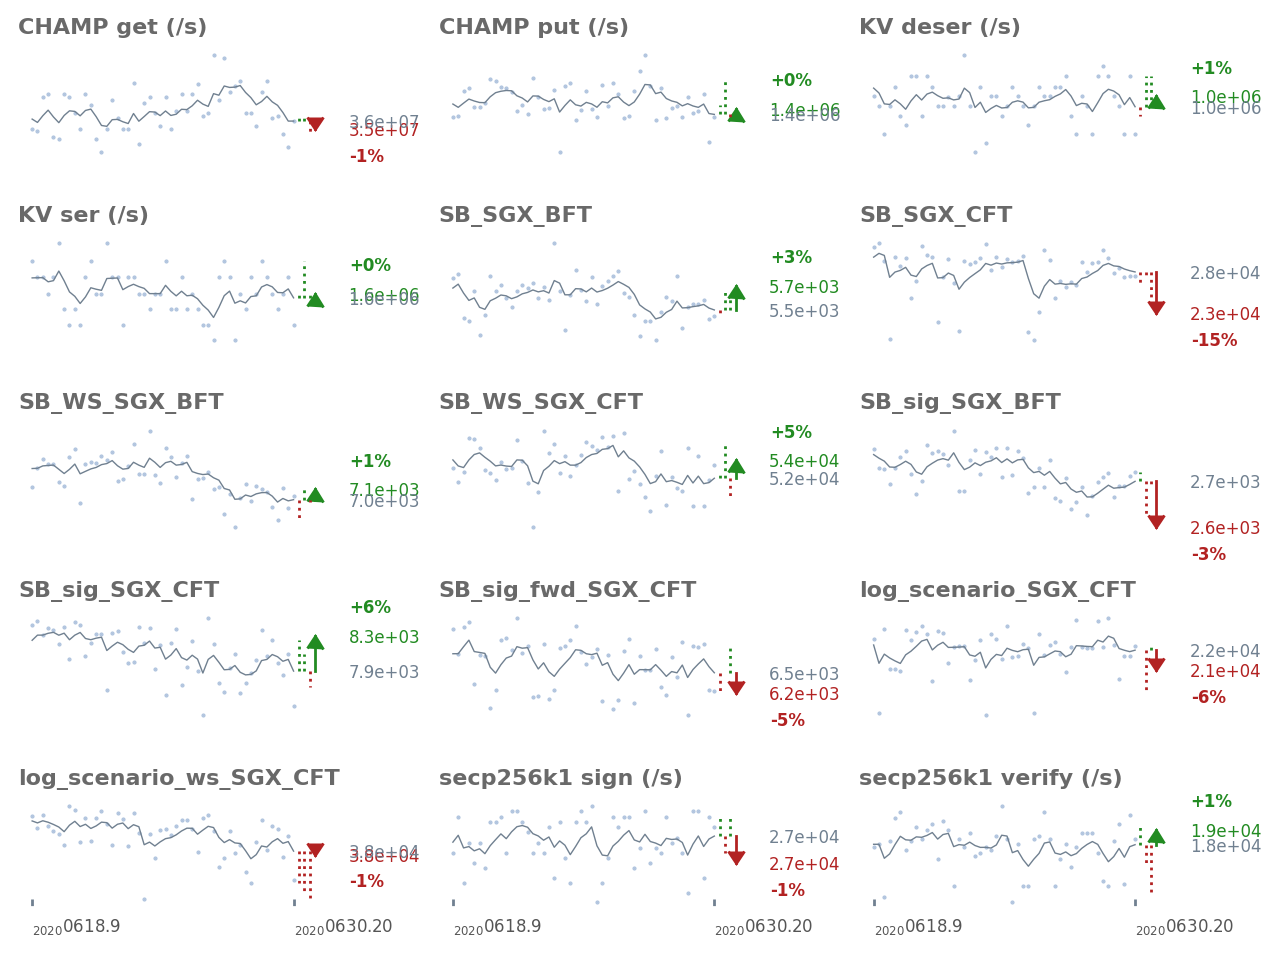 CHAMP get (/s)
3.6e+07
3.5e+07
-1%
CHAMP put (/s)
+0%
1.4e+06
1.4e+06
KV deser (/s)
+1%
1.0e+06
1.0e+06
KV ser (/s)
+0%
1.6e+06
1.6e+06
SB_SGX_BFT
+3%
5.7e+03
5.5e+03
SB_SGX_CFT
2.8e+04
2.3e+04
-15%
SB_WS_SGX_BFT
+1%
7.1e+03
7.0e+03
SB_WS_SGX_CFT
+5%
5.4e+04
5.2e+04
SB_sig_SGX_BFT
2.7e+03
2.6e+03
-3%
SB_sig_SGX_CFT
+6%
8.3e+03
7.9e+03
SB_sig_fwd_SGX_CFT
6.5e+03
6.2e+03
-5%
log_scenario_SGX_CFT
2.2e+04
2.1e+04
-6%
log_scenario_ws_SGX_CFT
3.8e+04
3.8e+04
-1%
secp256k1 sign (/s)
2.7e+04
2.7e+04
-1%
secp256k1 verify (/s)
+1%
1.9e+04
1.8e+04
20200618.9 20200630.20
20200618.9 20200630.20
20200618.9 20200630.20